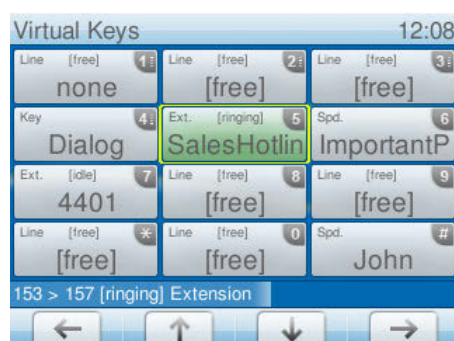 Virtual Keys 12:08
Line [free] 1 Line [free] 2 Line [free] 3
none [free] [free]
Key 4 Ext. [ringing] 5 Spd. 6
Dialog SalesHotlin ImportantP
Ext. [idle] 7 Line [free] 8 Line [free] 9
4401 [free] [free]
Line [free] * Line [free] 0 Spd. #
[free] [free] John
153 > 157 [ringing] Extension